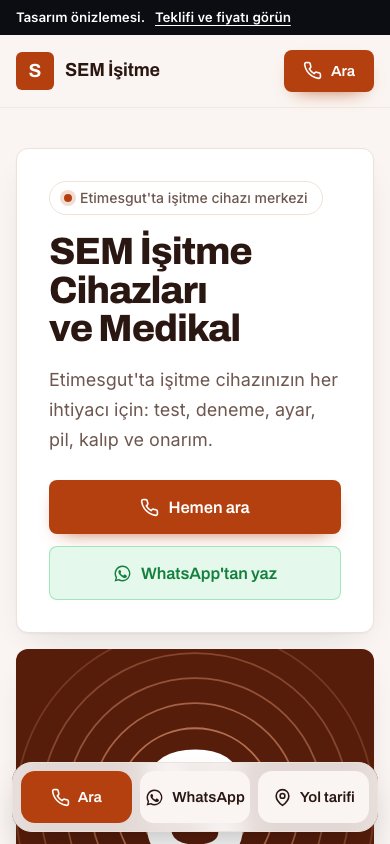 Tasarım önizlemesi. Teklifi ve fiyatı görün
S SEM İşitme Ara
Etimesgut'ta işitme cihazı merkezi
SEM İşitme
Cihazları
ve Medikal
Etimesgut'ta işitme cihazınızın her
ihtiyacı için: test, deneme, ayar,
pil, kalıp ve onarım.
Hemen ara
WhatsApp'tan yaz
Ara WhatsApp Yol tarifi